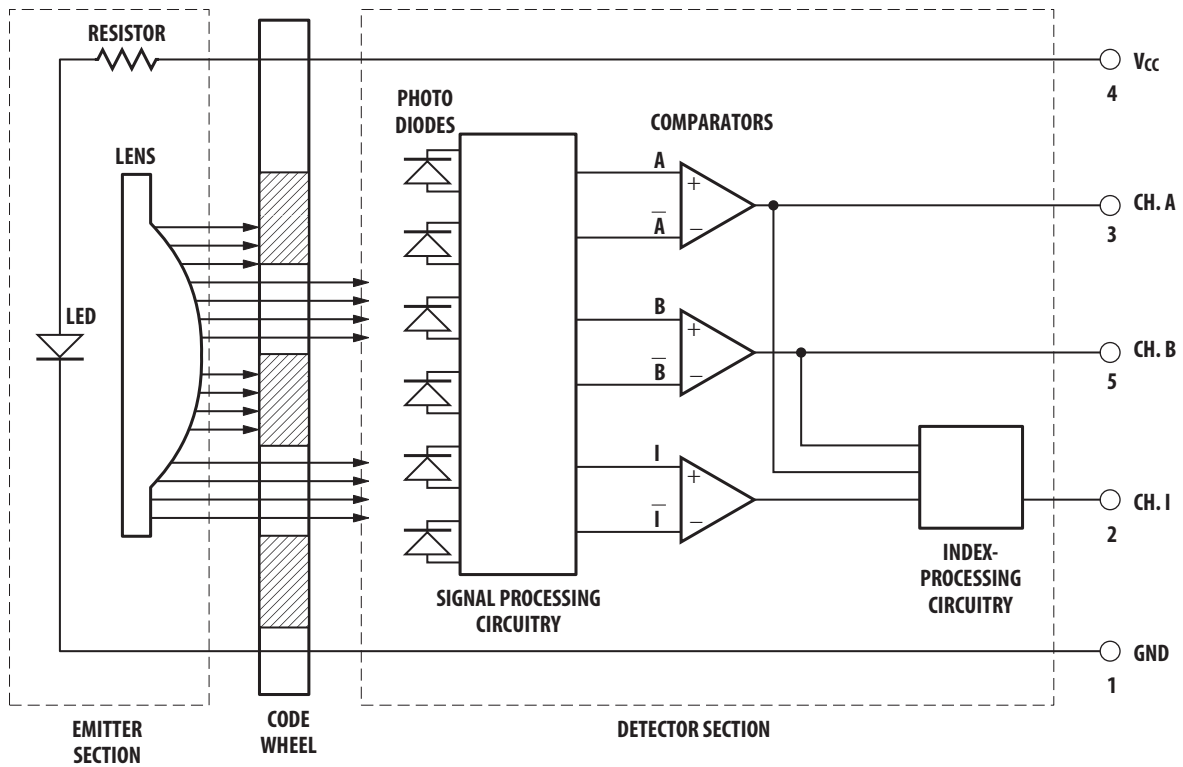 RESISTOR
VCC
4
PHOTO
DIODES
COMPARATORS
LENS
A
A̅
CH. A
3
LED
B
B̅
CH. B
5
I
I̅
CH. I
2
INDEX-
PROCESSING
CIRCUITRY
SIGNAL PROCESSING
CIRCUITRY
GND
1
EMITTER
SECTION
CODE
WHEEL
DETECTOR SECTION
+
−
+
−
+
−